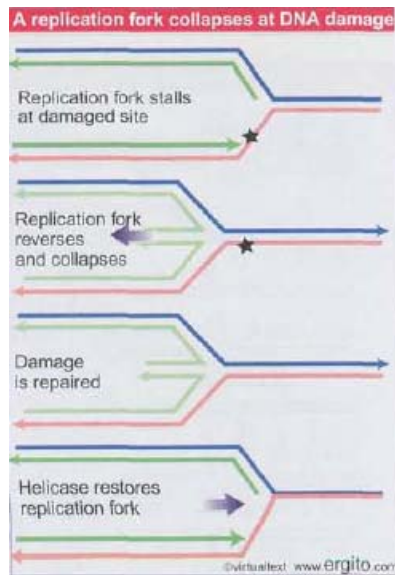 A replication fork collapses at DNA damage
Replication fork stalls
at damaged site
Replication fork
reverses
and collapses
Damage
is repaired
Helicase restores
replication fork
©virtualtext www.ergito.com